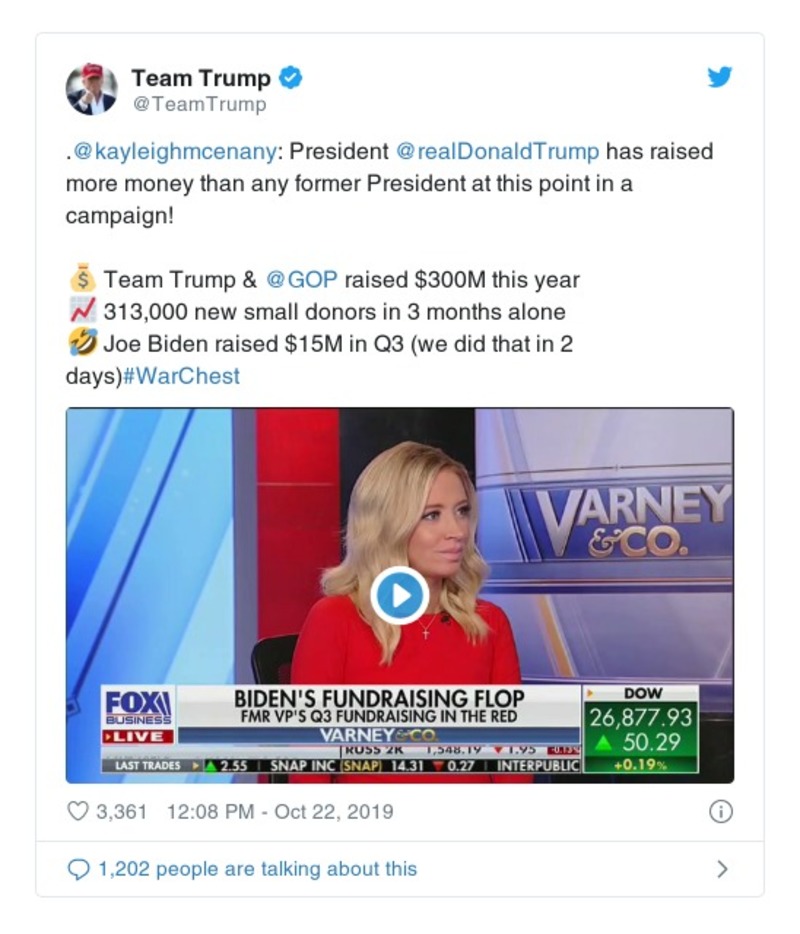 Team Trump
@TeamTrump
.@kayleighmcenany: President @realDonaldTrump has raised
more money than any former President at this point in a
campaign!
💰 Team Trump & @GOP raised $300M this year
📈 313,000 new small donors in 3 months alone
🤣 Joe Biden raised $15M in Q3 (we did that in 2
days)#WarChest
VARNEY
&CO.
FOX
BUSINESS
LIVE
BIDEN'S FUNDRAISING FLOP
FMR VP'S Q3 FUNDRAISING IN THE RED
VARNEY&CO.
DOW
26,877.93
▲ 50.29
+0.19%
RUSS 2K 1,548.19 ▼ 1.95 -0.13%
LAST TRADES ▲ 2.55 SNAP INC (SNAP) 14.31 ▼ 0.27 INTERPUBLIC
3,361 12:08 PM - Oct 22, 2019
1,202 people are talking about this